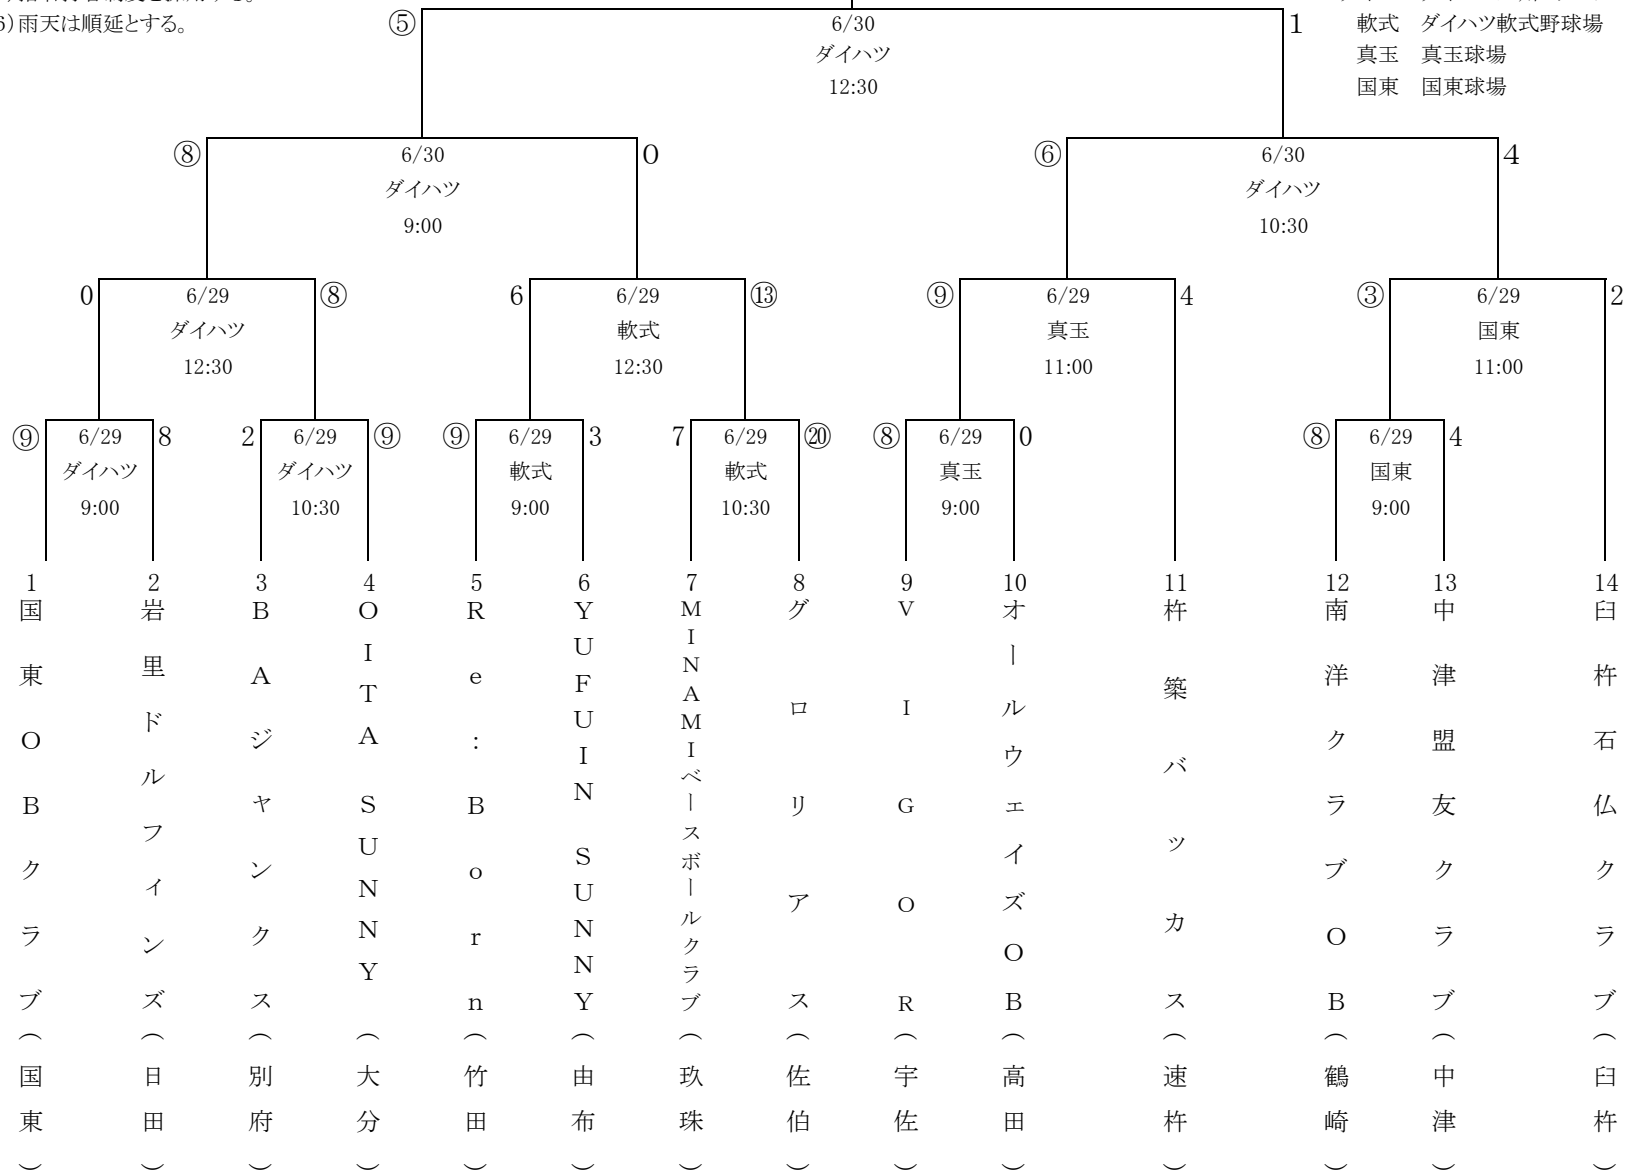 6)雨天は順延とする。
⑤ 6/30 1
ダイハツ
12:30
軟式 ダイハツ軟式野球場
真玉 真玉球場
国東 国東球場
⑧ 6/30 0 ⑥ 6/30 4
ダイハツ ダイハツ
9:00 10:30
0 6/29 ⑧ 6 6/29 ⑬ ⑨ 6/29 4 ③ 6/29 2
ダイハツ 軟式 真玉 国東
12:30 12:30 11:00 11:00
⑨ 6/29 8 2 6/29 ⑨ ⑨ 6/29 3 7 6/29 ⑳ ⑧ 6/29 0 ⑧ 6/29 4
ダイハツ ダイハツ 軟式 軟式 真玉 国東
9:00 10:30 9:00 10:30 9:00 9:00
1 国東OBクラブ(国東)
2 岩里ドルフィンズ(日田)
3 BAジャンクス(別府)
4 OITA SUNNY(大分)
5 Re:Born(竹田)
6 YUFUIN SUNNY(由布)
7 MINAMIベースボールクラブ(玖珠)
8 グロリアス(佐伯)
9 VIGOR(宇佐)
10 オールウェイズOB(高田)
11 杵築バッカス(速杵)
12 南洋クラブOB(鶴崎)
13 中津盟友クラブ(中津)
14 臼杵石仏クラブ(臼杵)